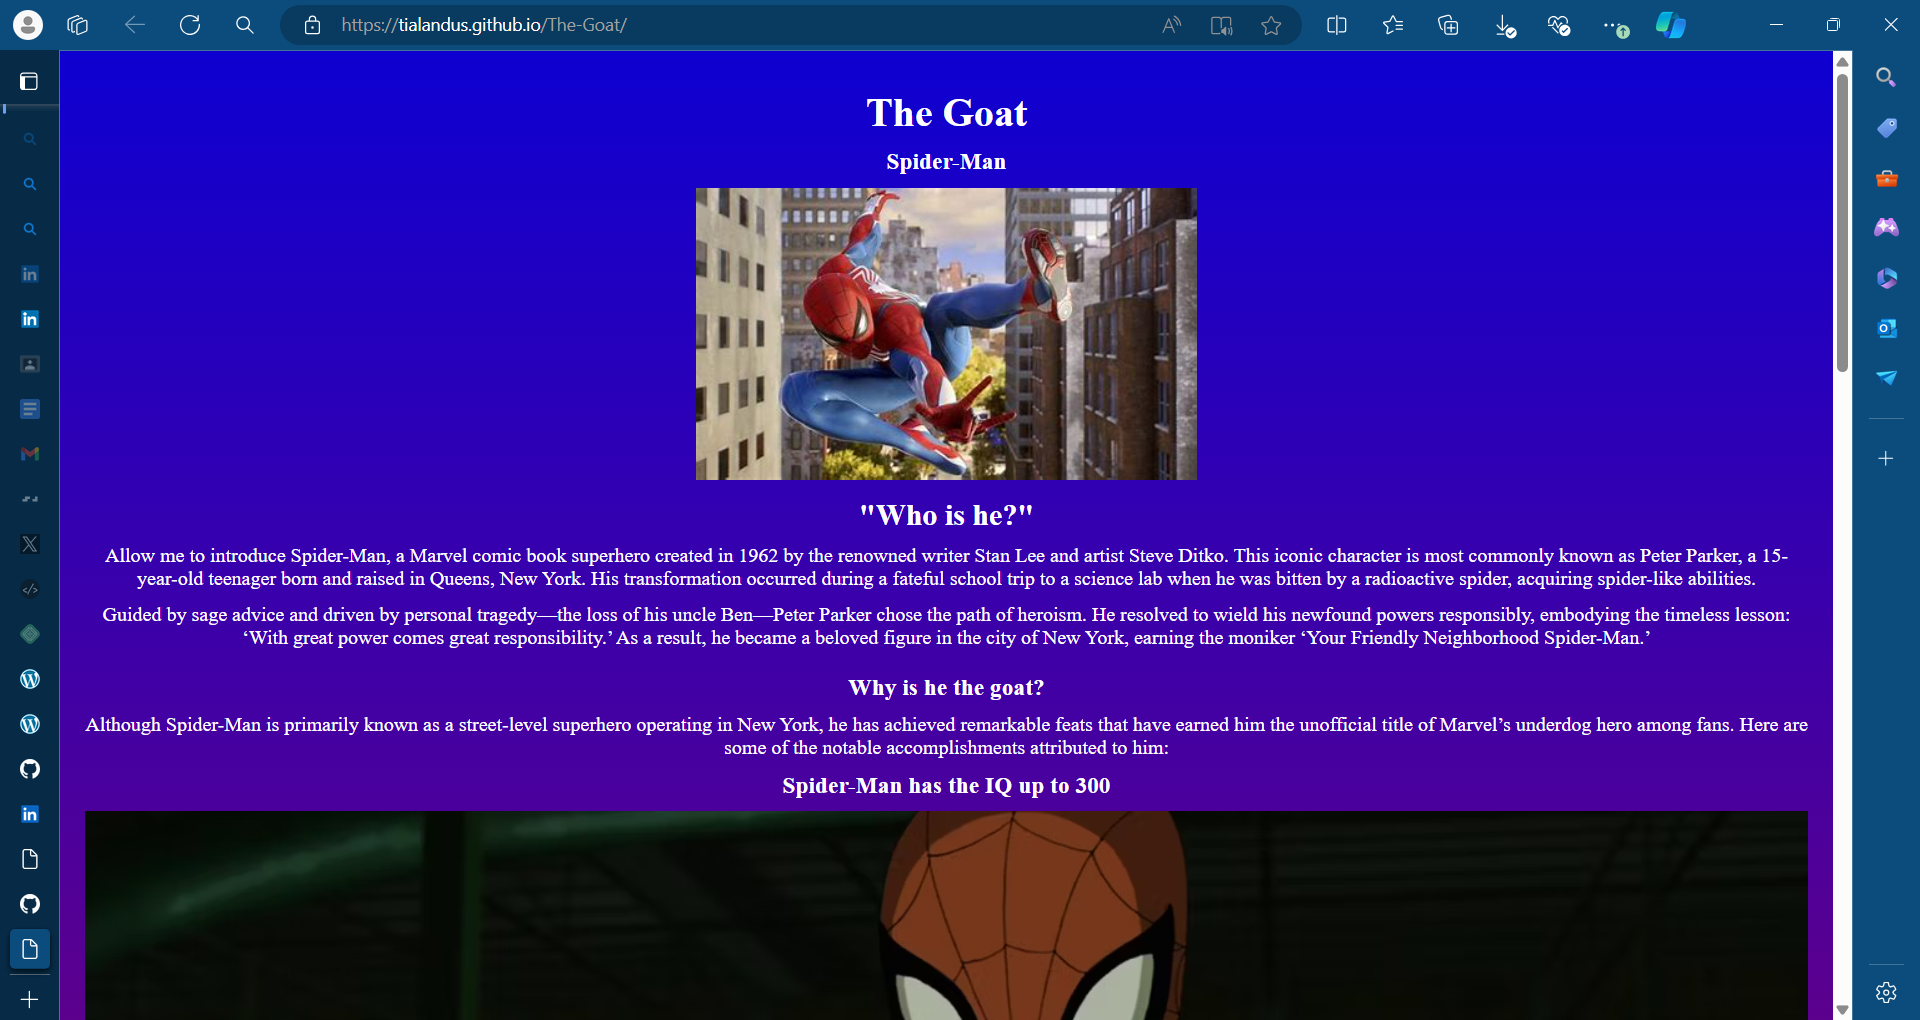 https://tialandus.github.io/The-Goat/
The Goat
Spider-Man
"Who is he?"
Allow me to introduce Spider-Man, a Marvel comic book superhero created in 1962 by the renowned writer Stan Lee and artist Steve Ditko. This iconic character is most commonly known as Peter Parker, a 15-
year-old teenager born and raised in Queens, New York. His transformation occurred during a fateful school trip to a science lab when he was bitten by a radioactive spider, acquiring spider-like abilities.
Guided by sage advice and driven by personal tragedy—the loss of his uncle Ben—Peter Parker chose the path of heroism. He resolved to wield his newfound powers responsibly, embodying the timeless lesson:
‘With great power comes great responsibility.’ As a result, he became a beloved figure in the city of New York, earning the moniker ‘Your Friendly Neighborhood Spider-Man.’
Why is he the goat?
Although Spider-Man is primarily known as a street-level superhero operating in New York, he has achieved remarkable feats that have earned him the unofficial title of Marvel’s underdog hero among fans. Here are
some of the notable accomplishments attributed to him:
Spider-Man has the IQ up to 300